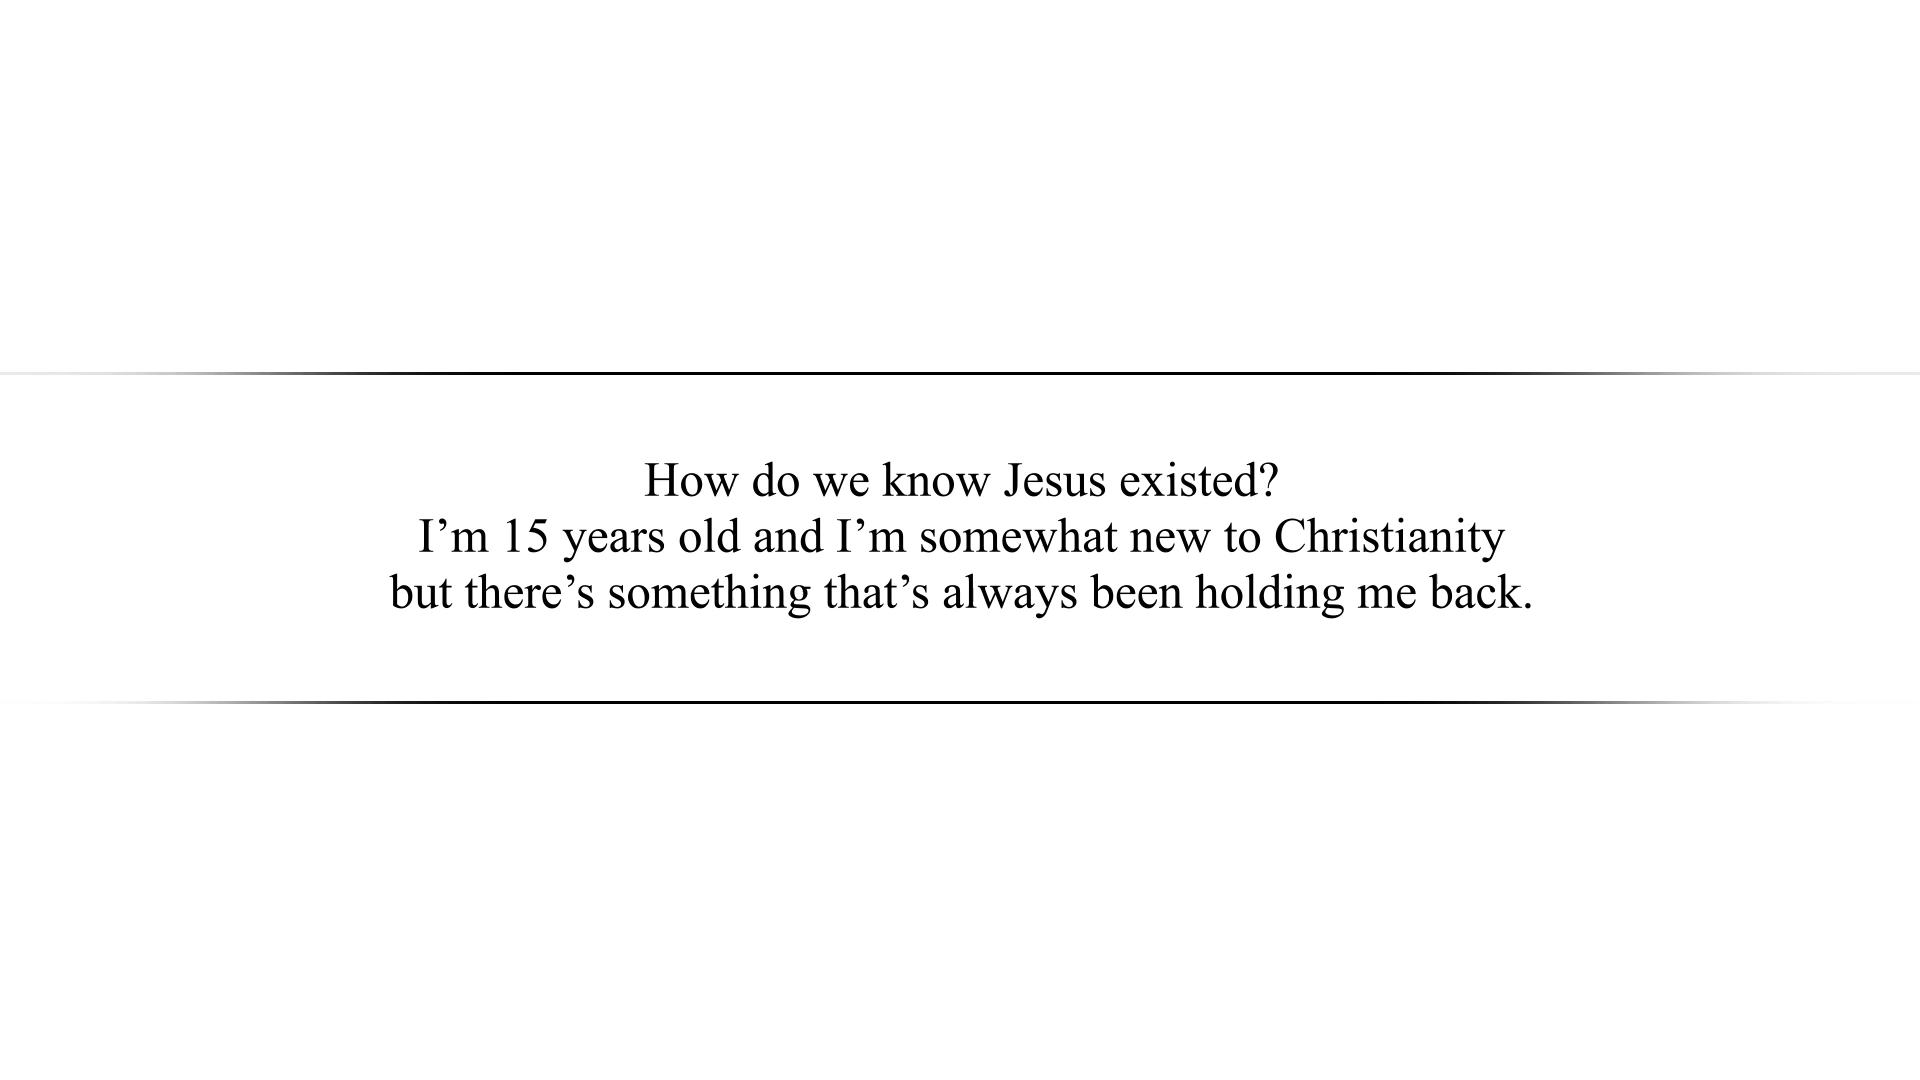 How do we know Jesus existed?
I’m 15 years old and I’m somewhat new to Christianity
but there’s something that’s always been holding me back.